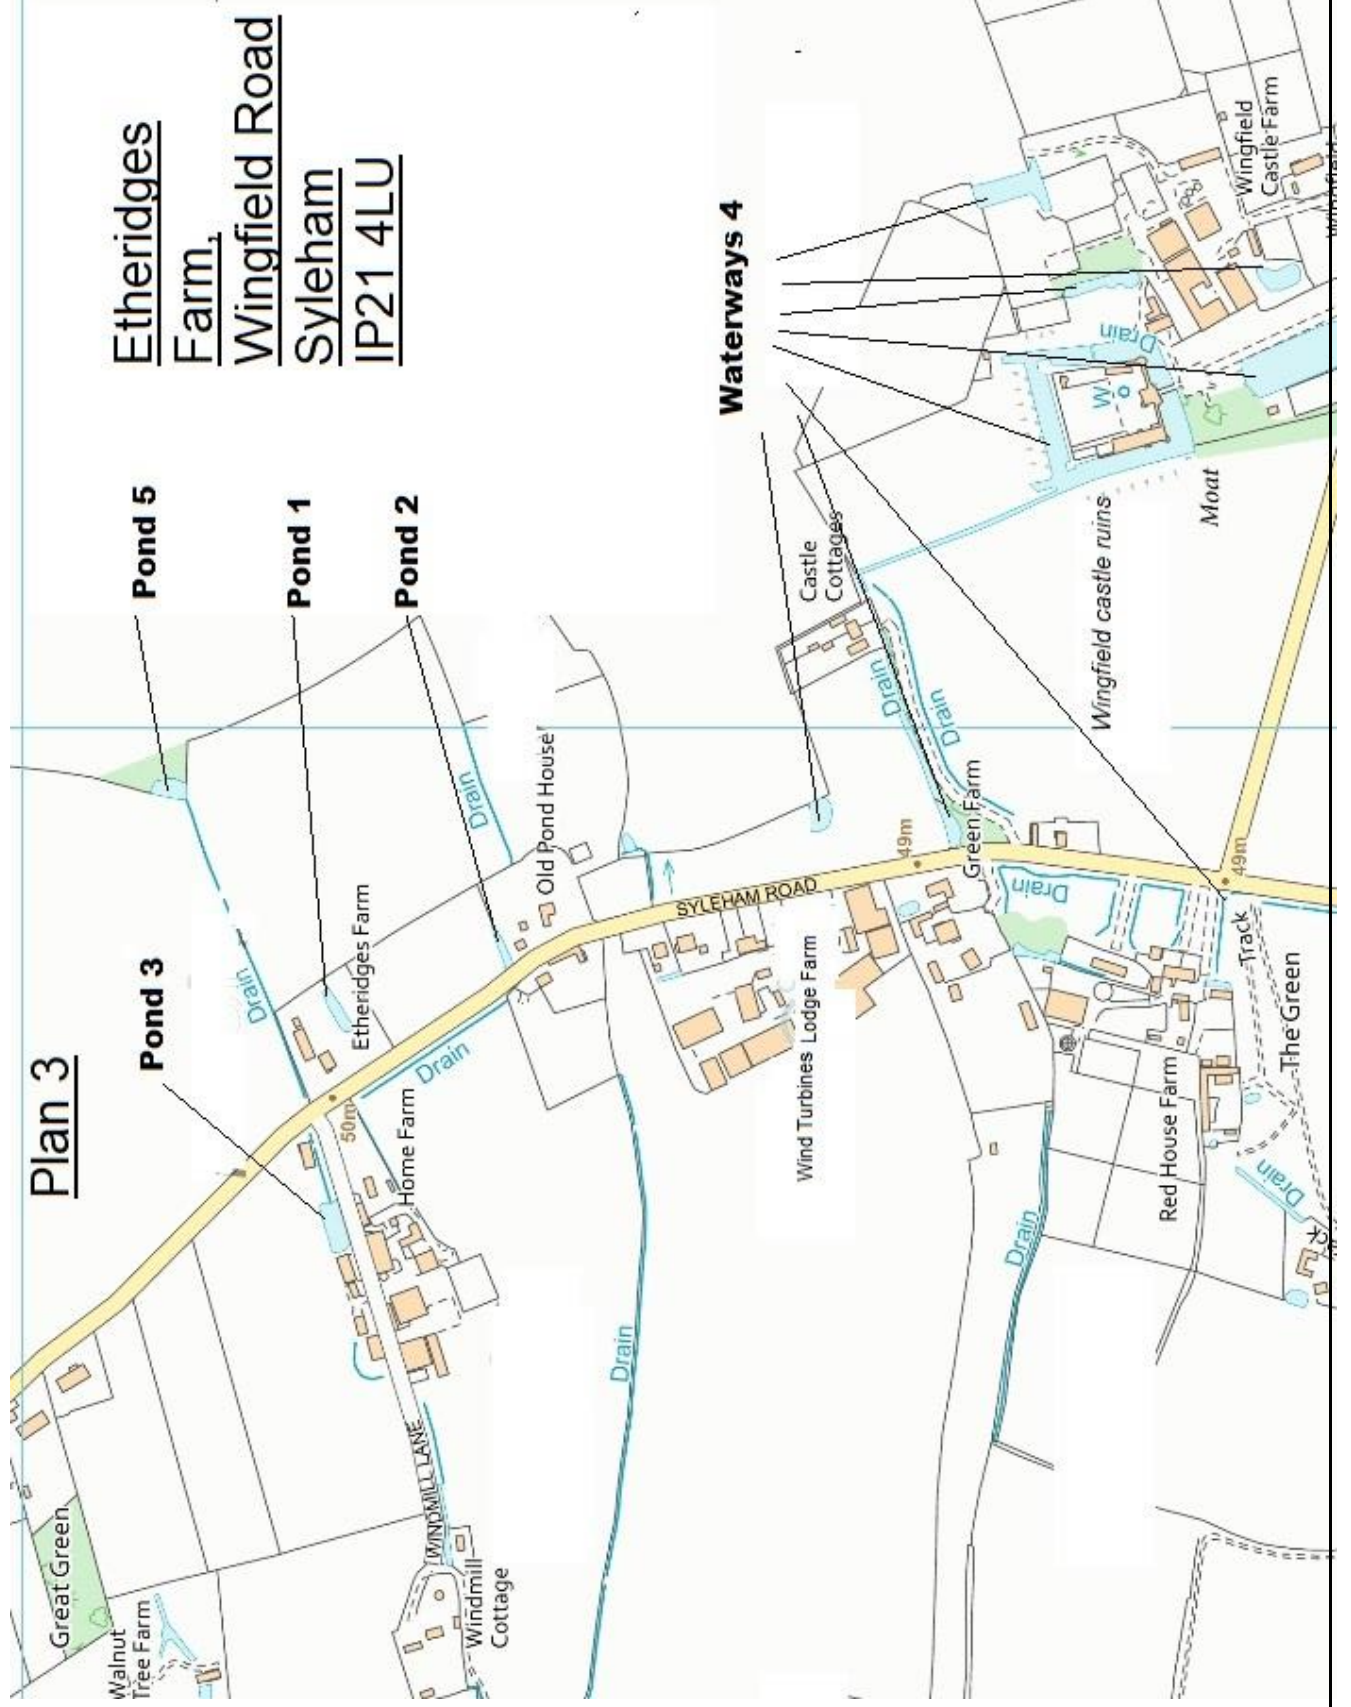 Plan 3
Etheridges
Farm,
Wingfield Road
Syleham
IP21 4LU
Pond 5
Pond 3
Pond 1
Pond 2
Great Green
Walnut
Tree Farm
Drain
Etheridges Farm
50m
Home Farm
Drain
WINDMILL LANE
Windmill
Cottage
Drain
Old Pond House
Drain
SYLEHAM ROAD
Waterways 4
Wind Turbines Lodge Farm
Castle
Cottages
Drain
Drain
49m
Green Farm
Drain
Drain
Wingfield castle ruins
W
Drain
Moat
Red House Farm
49m
Track
The Green
Drain
Wingfield
Castle Farm